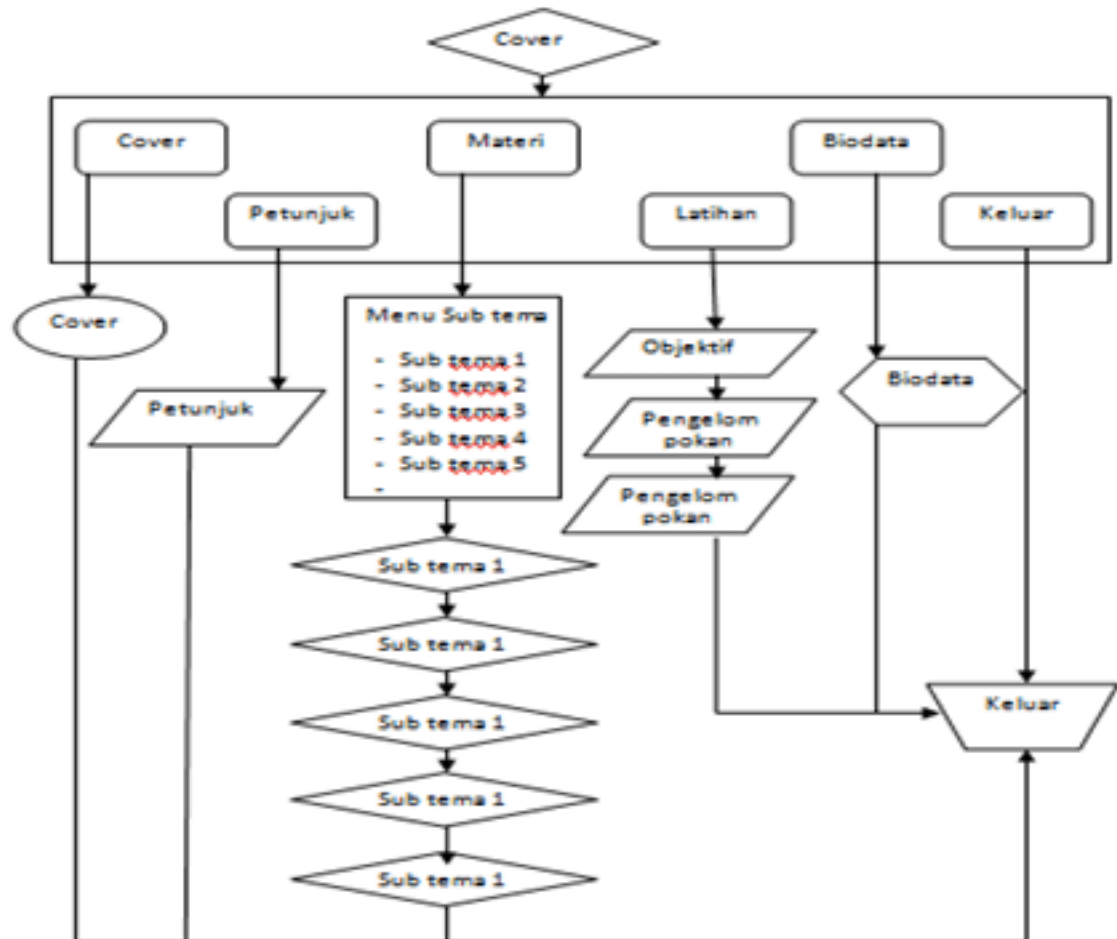 Cover
Cover
Materi
Biodata
Petunjuk
Latihan
Keluar
Cover
Petunjuk
Menu Sub tema
- Sub tema 1
- Sub tema 2
- Sub tema 3
- Sub tema 4
- Sub tema 5
-
Objektif
Pengelom
pokan
Pengelom
pokan
Biodata
Sub tema 1
Sub tema 1
Sub tema 1
Sub tema 1
Sub tema 1
Keluar